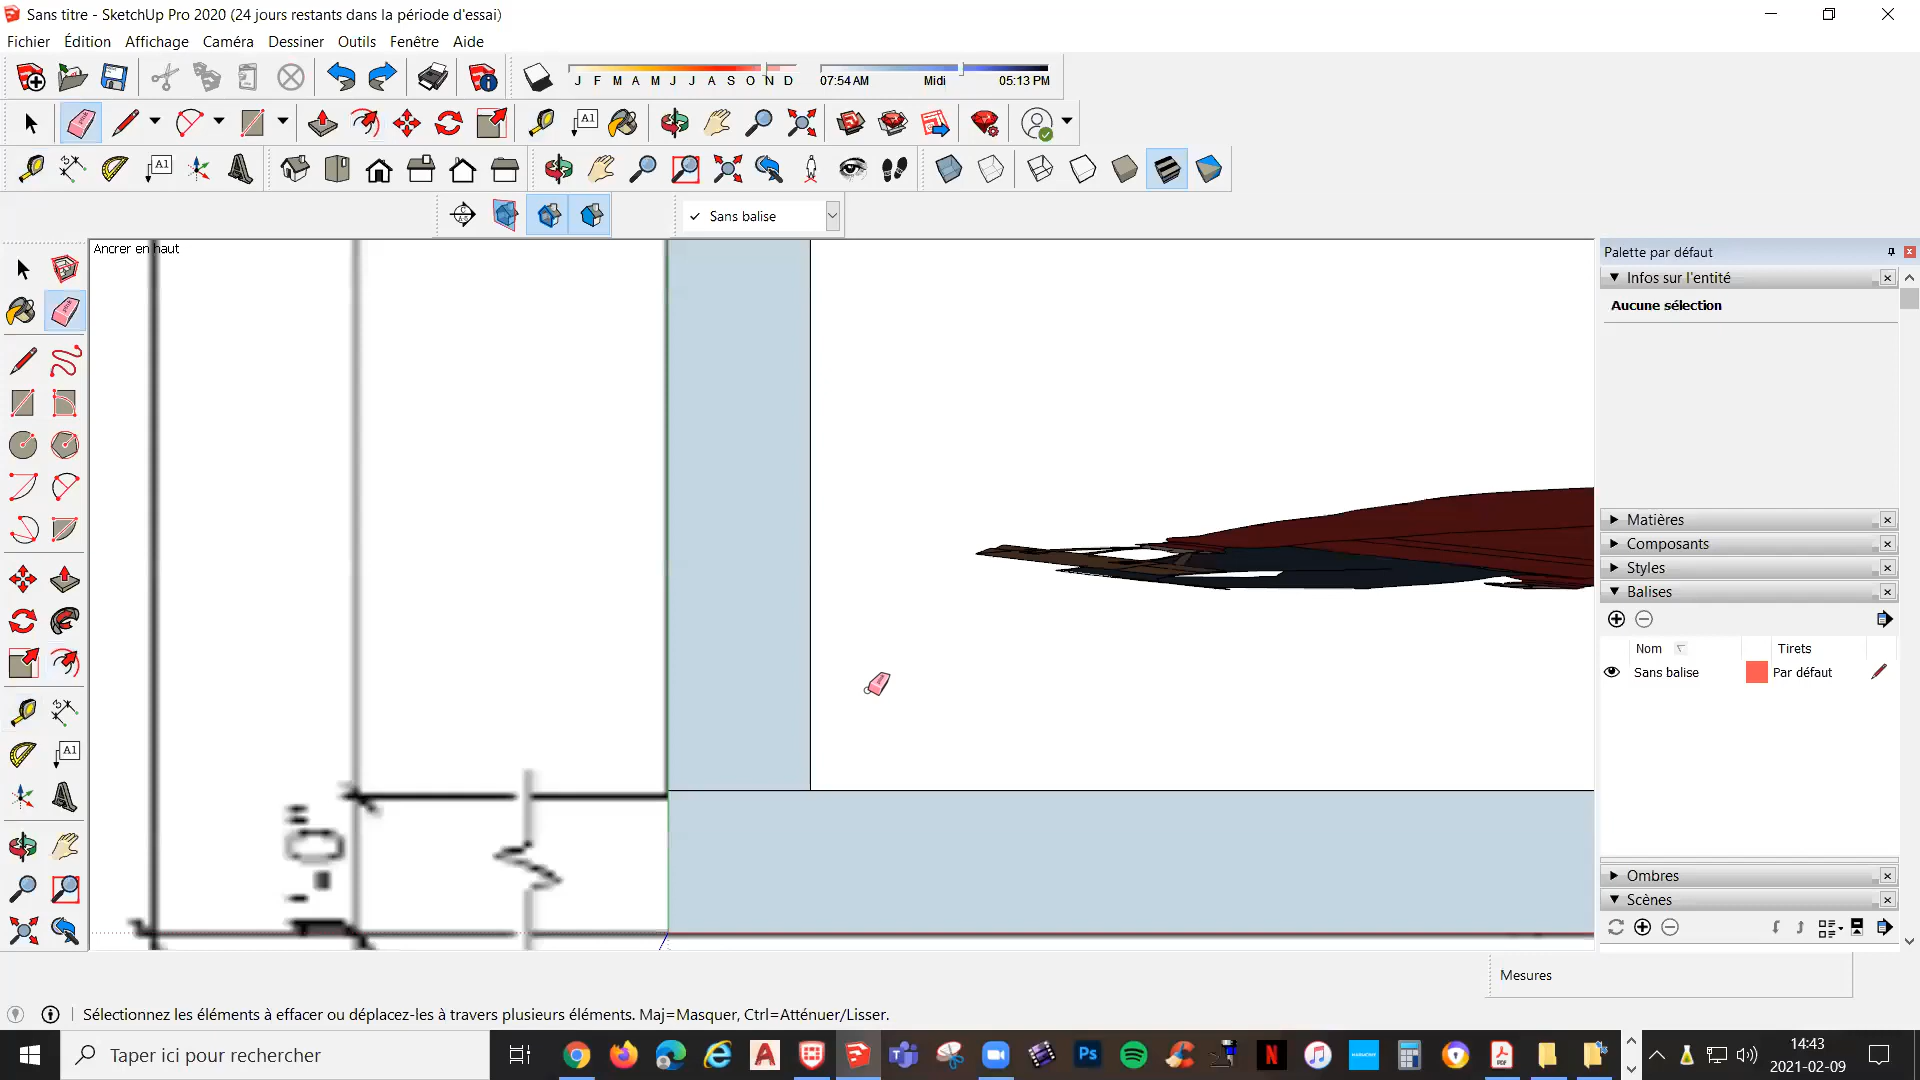 Sans titre - SketchUp Pro 2020 (24 jours restants dans la période d'essai)
Fichier Édition Affichage Caméra Dessiner Outils Fenêtre Aide
J F M A M J J A S O N D
07:54 AM Midi 05:13 PM
A1
A1
Sans balise
Ancrer en haut
Palette par défaut
Infos sur l'entité
Aucune sélection
A1
Matières
Composants
Styles
Balises
Nom Tirets
Sans balise Par défaut
Ombres
Scènes
Mesures
Sélectionnez les éléments à effacer ou déplacez-les à travers plusieurs éléments. Maj=Masquer, Ctrl=Atténuer/Lisser.
Taper ici pour rechercher
Ps
14:43
2021-02-09